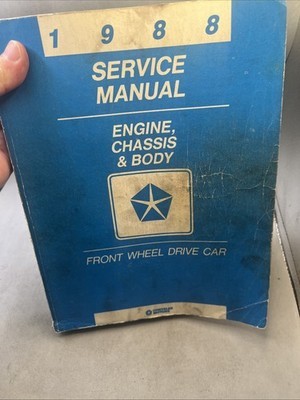 1 9 8 8
SERVICE
MANUAL
ENGINE,
CHASSIS
& BODY
FRONT WHEEL DRIVE CAR